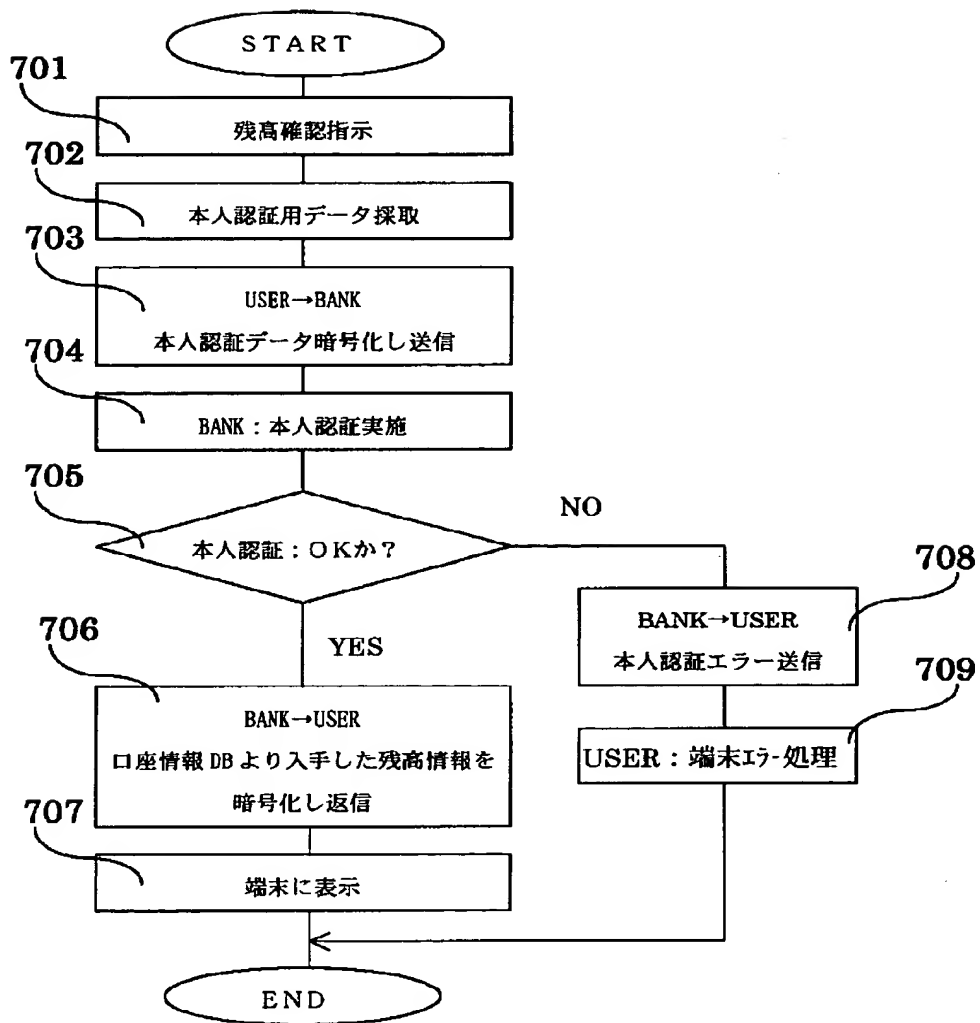 START
701
残高確認指示
702
本人認証用データ採取
703
USER→BANK
本人認証データ暗号化し送信
704
BANK：本人認証実施
705
本人認証：OKか？
NO
YES
706
BANK→USER
口座情報DBより入手した残高情報を
暗号化し返信
707
端末に表示
708
BANK→USER
本人認証エラー送信
709
USER：端末ｴﾗｰ処理
END